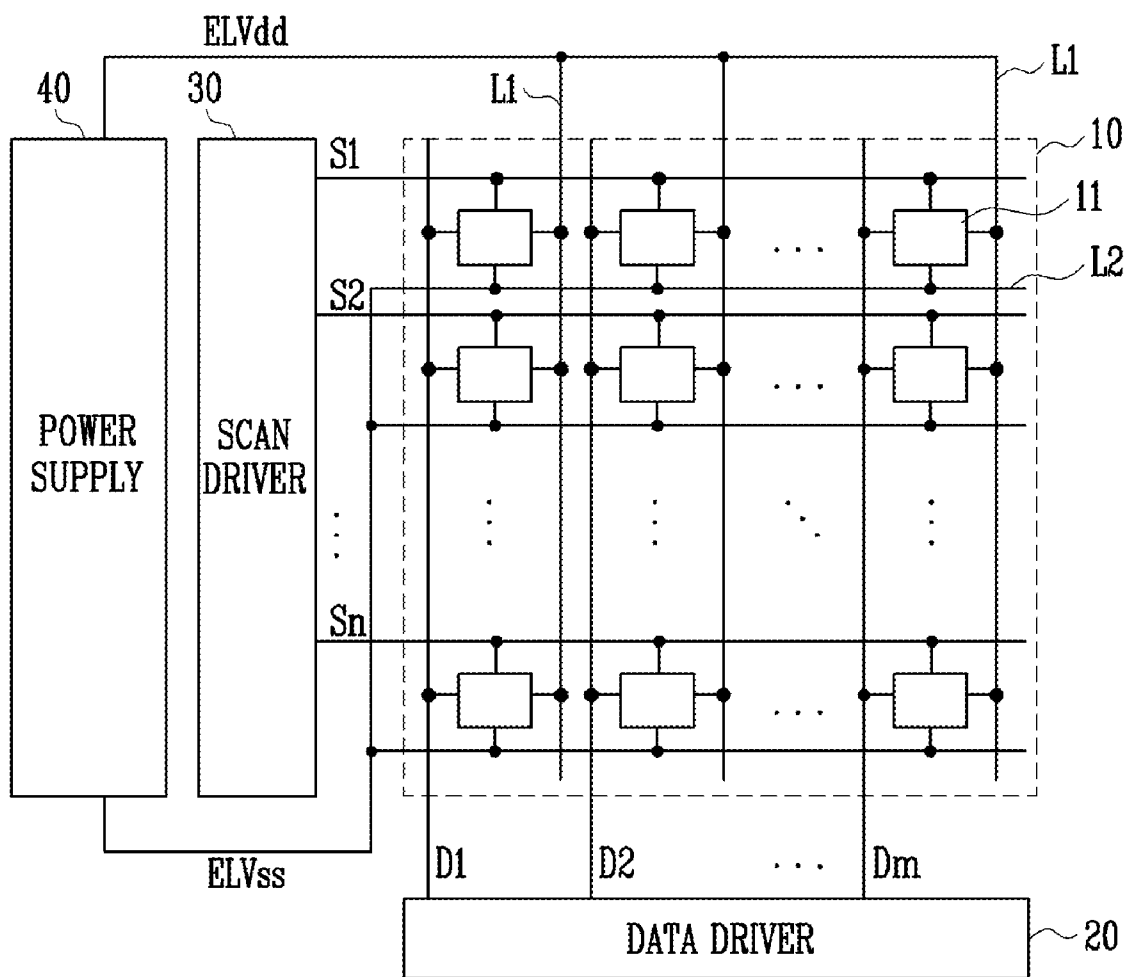 ELVdd
L1
L1
40
30
10
S1
11
L2
S2
POWER
SUPPLY
SCAN
DRIVER
Sn
D1
D2
Dm
ELVss
DATA DRIVER
20